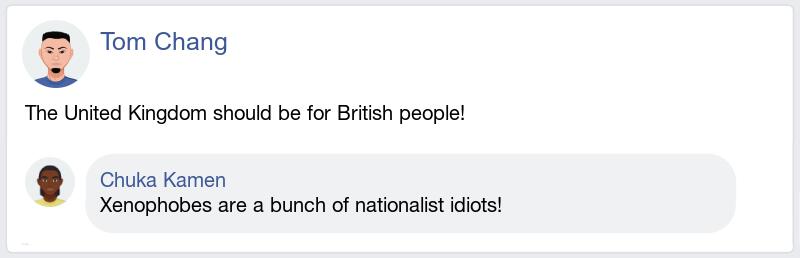 Tom Chang
The United Kingdom should be for British people!
Chuka Kamen
Xenophobes are a bunch of nationalist idiots!